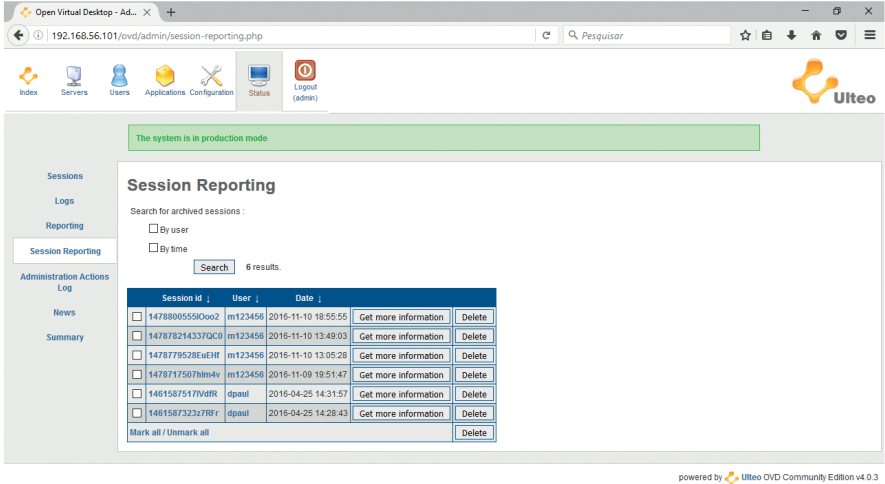 Open Virtual Desktop - Ad...
192.168.56.101/ovd/admin/session-reporting.php
Pesquisar
Index
Servers
Users
Applications
Configuration
Status
Logout
(admin)
Ulteo
The system is in production mode
Sessions
Logs
Reporting
Session Reporting
Administration Actions
Log
News
Summary
Session Reporting
Search for archived sessions :
By user
By time
Search 6 results.
Session id ↓ User ↓ Date ↓
1478800555IOoo2 m123456 2016-11-10 18:55:55 Get more information Delete
147878214337QC0 m123456 2016-11-10 13:49:03 Get more information Delete
1478779528EuEHf m123456 2016-11-10 13:05:28 Get more information Delete
1478717507hlm4v m123456 2016-11-09 19:51:47 Get more information Delete
1461587517IVdfR dpaul 2016-04-25 14:31:57 Get more information Delete
1461587323z7RFr dpaul 2016-04-25 14:28:43 Get more information Delete
Mark all / Unmark all Delete
powered by Ulteo OVD Community Edition v4.0.3